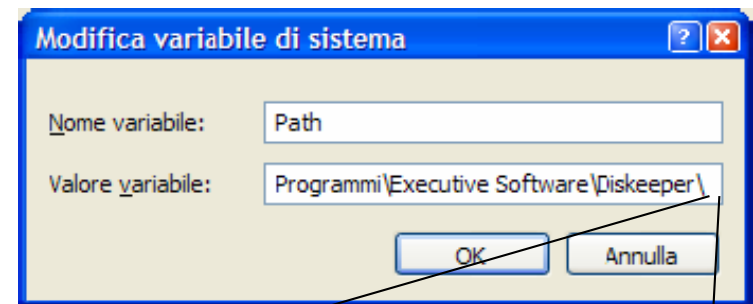 Modifica variabile di sistema
Nome variabile: Path
Valore variabile: Programmi\Executive Software\Diskeeper\
OK Annulla